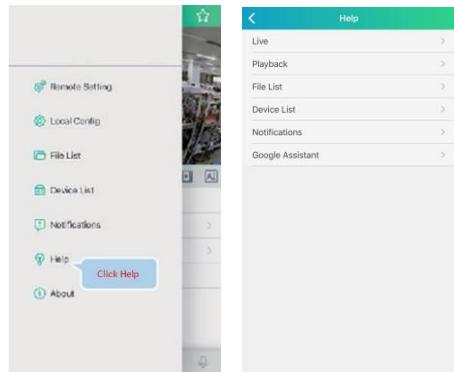 Remote Setting
Local Config
File List
Device List
Notifications
Help
Click Help
About
Help
Live
Playback
File List
Device List
Notifications
Google Assistant